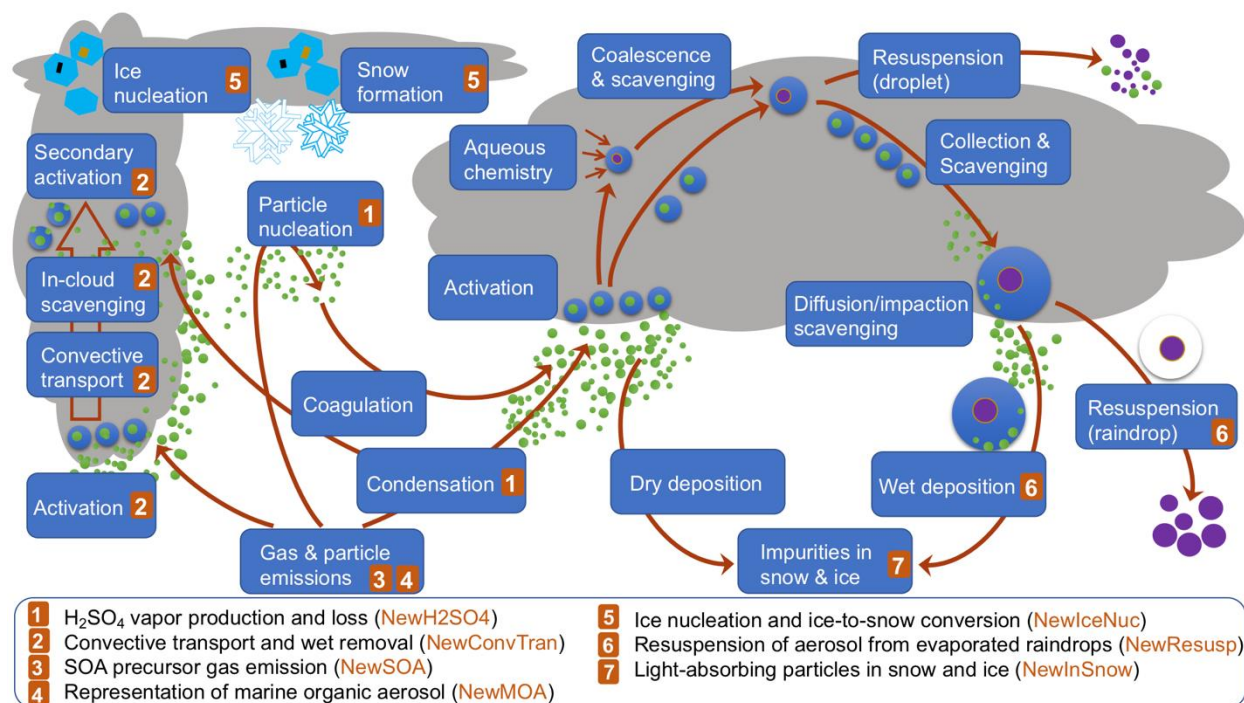 Ice
nucleation 5
Snow
formation 5
Coalescence
& scavenging
Resuspension
(droplet)
Secondary
activation 2
Aqueous
chemistry
Collection &
Scavenging
Particle
nucleation 1
In-cloud
scavenging 2
Activation
Diffusion/impaction
scavenging
Convective
transport 2
Coagulation
Resuspension
(raindrop) 6
Activation 2
Condensation 1
Dry deposition
Wet deposition 6
Gas & particle
emissions 3 4
Impurities in
snow & ice 7
1 H₂SO₄ vapor production and loss (NewH2SO4)
2 Convective transport and wet removal (NewConvTran)
3 SOA precursor gas emission (NewSOA)
4 Representation of marine organic aerosol (NewMOA)
5 Ice nucleation and ice-to-snow conversion (NewIceNuc)
6 Resuspension of aerosol from evaporated raindrops (NewResusp)
7 Light-absorbing particles in snow and ice (NewInSnow)